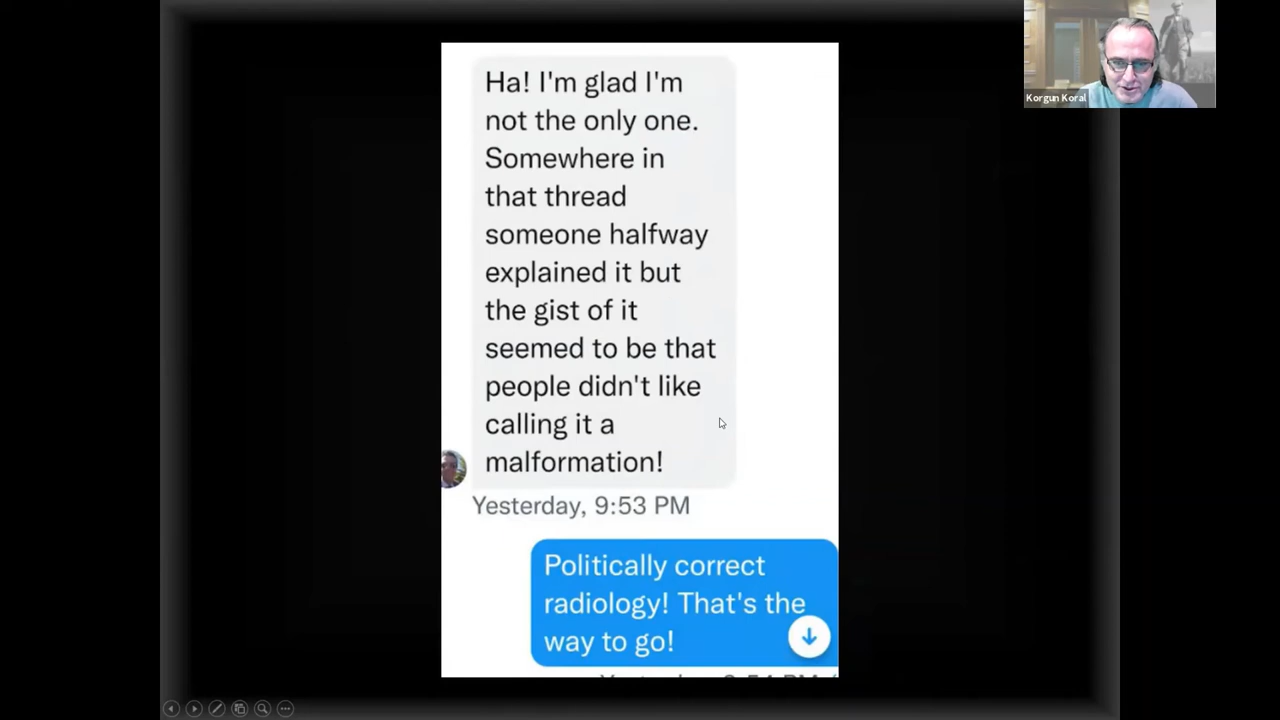 Korgun Koral
Ha! I'm glad I'm
not the only one.
Somewhere in
that thread
someone halfway
explained it but
the gist of it
seemed to be that
people didn't like
calling it a
malformation!
Yesterday, 9:53 PM
Politically correct
radiology! That's the
way to go!